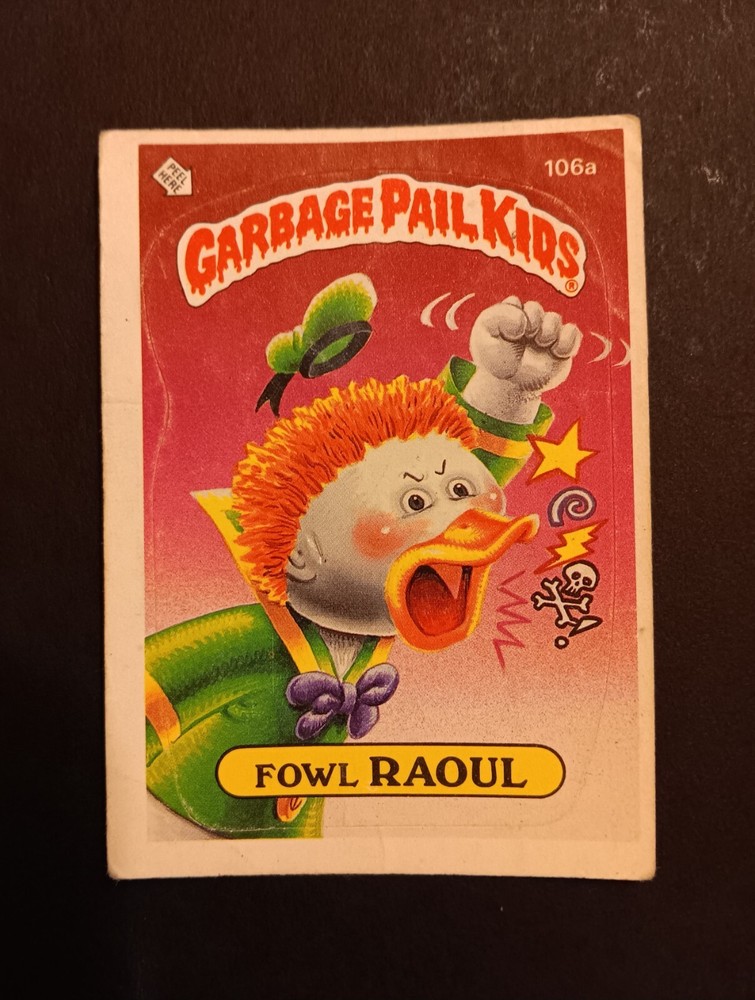 PEEL
HERE
106a
GARBAGE PAIL KIDS
®
FOWL RAOUL